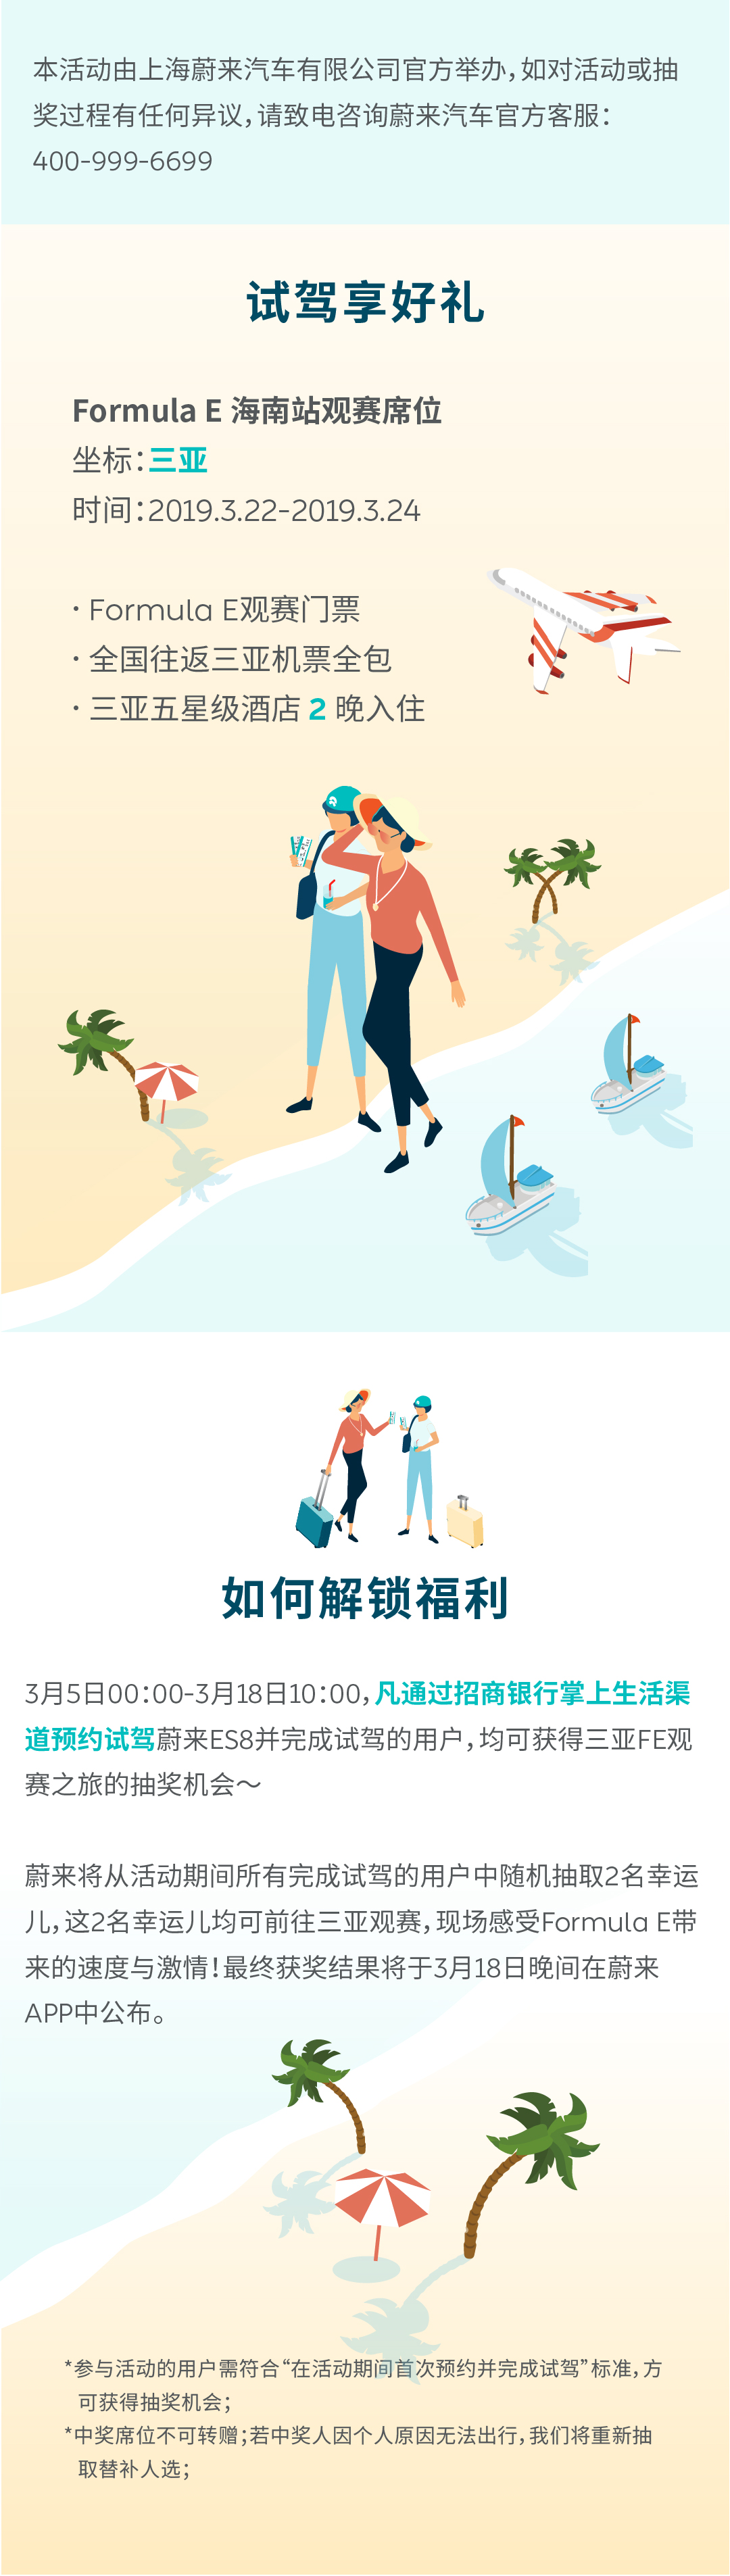 本活动由上海蔚来汽车有限公司官方举办，如对活动或抽
奖过程有任何异议，请致电咨询蔚来汽车官方客服：
400-999-6699
试驾享好礼
Formula E 海南站观赛席位
坐标：三亚
时间：2019.3.22-2019.3.24
· Formula E观赛门票
· 全国往返三亚机票全包
· 三亚五星级酒店 2 晚入住
如何解锁福利
3月5日00：00-3月18日10：00，凡通过招商银行掌上生活渠
道预约试驾蔚来ES8并完成试驾的用户，均可获得三亚FE观
赛之旅的抽奖机会～
蔚来将从活动期间所有完成试驾的用户中随机抽取2名幸运
儿，这2名幸运儿均可前往三亚观赛，现场感受Formula E带
来的速度与激情！最终获奖结果将于3月18日晚间在蔚来
APP中公布。
*参与活动的用户需符合“在活动期间首次预约并完成试驾”标准，方
可获得抽奖机会；
*中奖席位不可转赠；若中奖人因个人原因无法出行，我们将重新抽
取替补人选；